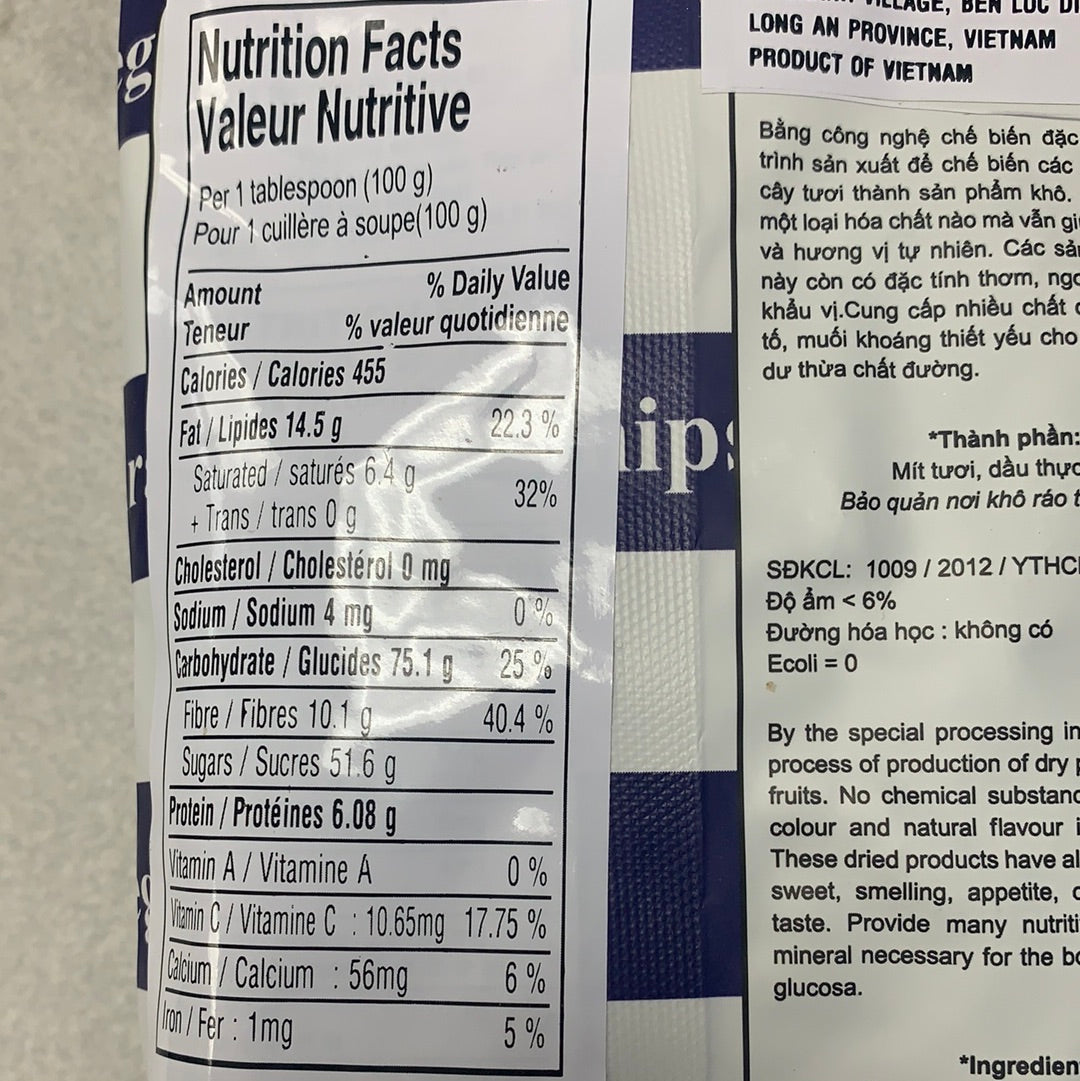 Nutrition Facts
Valeur Nutritive
Per 1 tablespoon (100 g)
Pour 1 cuillère à soupe(100 g)
Amount % Daily Value
Teneur % valeur quotidienne
Calories / Calories 455
Fat / Lipides 14.5 g 22.3 %
Saturated / saturés 6.4 g
+ Trans / trans 0 g 32%
Cholesterol / Cholestérol 0 mg
Sodium / Sodium 4 mg 0 %
Carbohydrate / Glucides 75.1 g 25 %
Fibre / Fibres 10.1 g 40.4 %
Sugars / Sucres 51.6 g
Protein / Protéines 6.08 g
Vitamin A / Vitamine A 0 %
Vitamin C / Vitamine C : 10.65mg 17.75 %
Calcium / Calcium : 56mg 6 %
Iron / Fer : 1mg 5 %
ips
VILLAGE, BEN LUC DI
LONG AN PROVINCE, VIETNAM
PRODUCT OF VIETNAM
Bằng công nghệ chế biến đặc
trình sản xuất để chế biến các
cây tươi thành sản phẩm khô.
một loại hóa chất nào mà vẫn giữ
và hương vị tự nhiên. Các sả
này còn có đặc tính thơm, ngọ
khẩu vị.Cung cấp nhiều chất
tố, muối khoáng thiết yếu cho
dư thừa chất đường.
*Thành phần:
Mít tươi, dầu thực
Bảo quản nơi khô ráo t
SĐKCL: 1009 / 2012 / YTHC
Độ ẩm < 6%
Đường hóa học : không có
Ecoli = 0
By the special processing in
process of production of dry
fruits. No chemical substanc
colour and natural flavour i
These dried products have al
sweet, smelling, appetite,
taste. Provide many nutriti
mineral necessary for the bo
glucosa.
*Ingredien